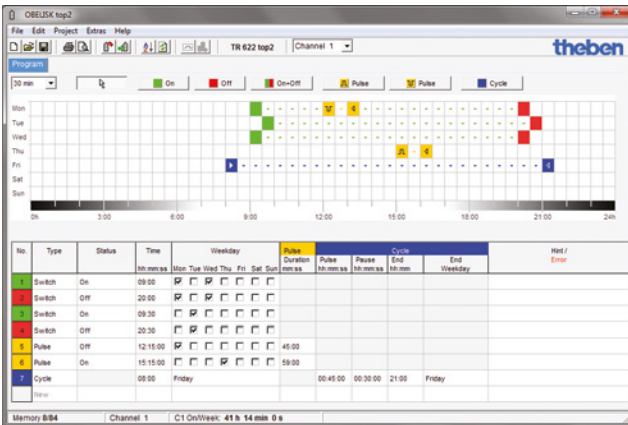 OBELISK top2
File Edit Project Extras Help
TR 622 top2 Channel 1
theben
Program
30 min On Off On+Off Pulse Pulse Cycle
Mon
Tue
Wed
Thu
Fri
Sat
Sun
0h 3:00 6:00 9:00 12:00 15:00 18:00 21:00 24h
No. Type Status Time Weekday Pulse Cycle Hint /
Duration Pulse Pause End End Error
hh:mm:ss Mon Tue Wed Thu Fri Sat Sun mm:ss hh:mm:ss hh:mm:ss hh:mm Weekday
1 Switch On 09:00
2 Switch Off 20:00
3 Switch On 09:30
4 Switch Off 20:30
5 Pulse Off 12:15:00 45:00
6 Pulse On 15:15:00 59:00
7 Cycle 08:00 Friday 00:45:00 00:30:00 21:00 Friday
New
Memory 8/84 Channel 1 C1 On/Week: 41 h 14 min 0 s